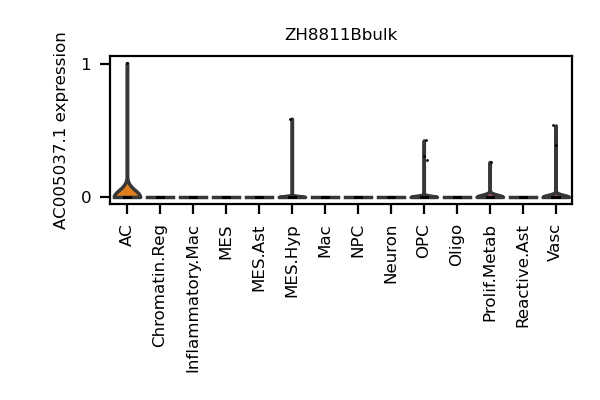 ZH8811Bbulk
AC005037.1 expression
1
0
AC
Chromatin.Reg
Inflammatory.Mac
MES
MES.Ast
MES.Hyp
Mac
NPC
Neuron
OPC
Oligo
Prolif.Metab
Reactive.Ast
Vasc